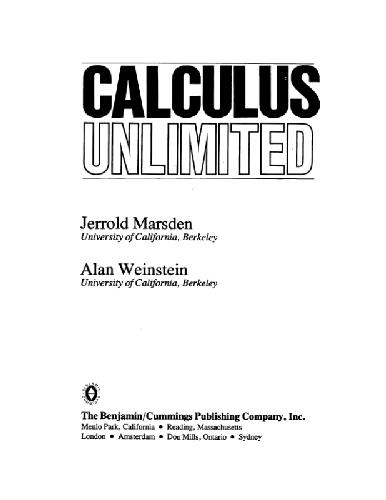 CALCULUS
UNLIMITED
Jerrold Marsden
University of California, Berkeley
Alan Weinstein
University of California, Berkeley
The Benjamin/Cummings Publishing Company, Inc.
Menlo Park, California • Reading, Massachusetts
London • Amsterdam • Don Mills, Ontario • Sydney